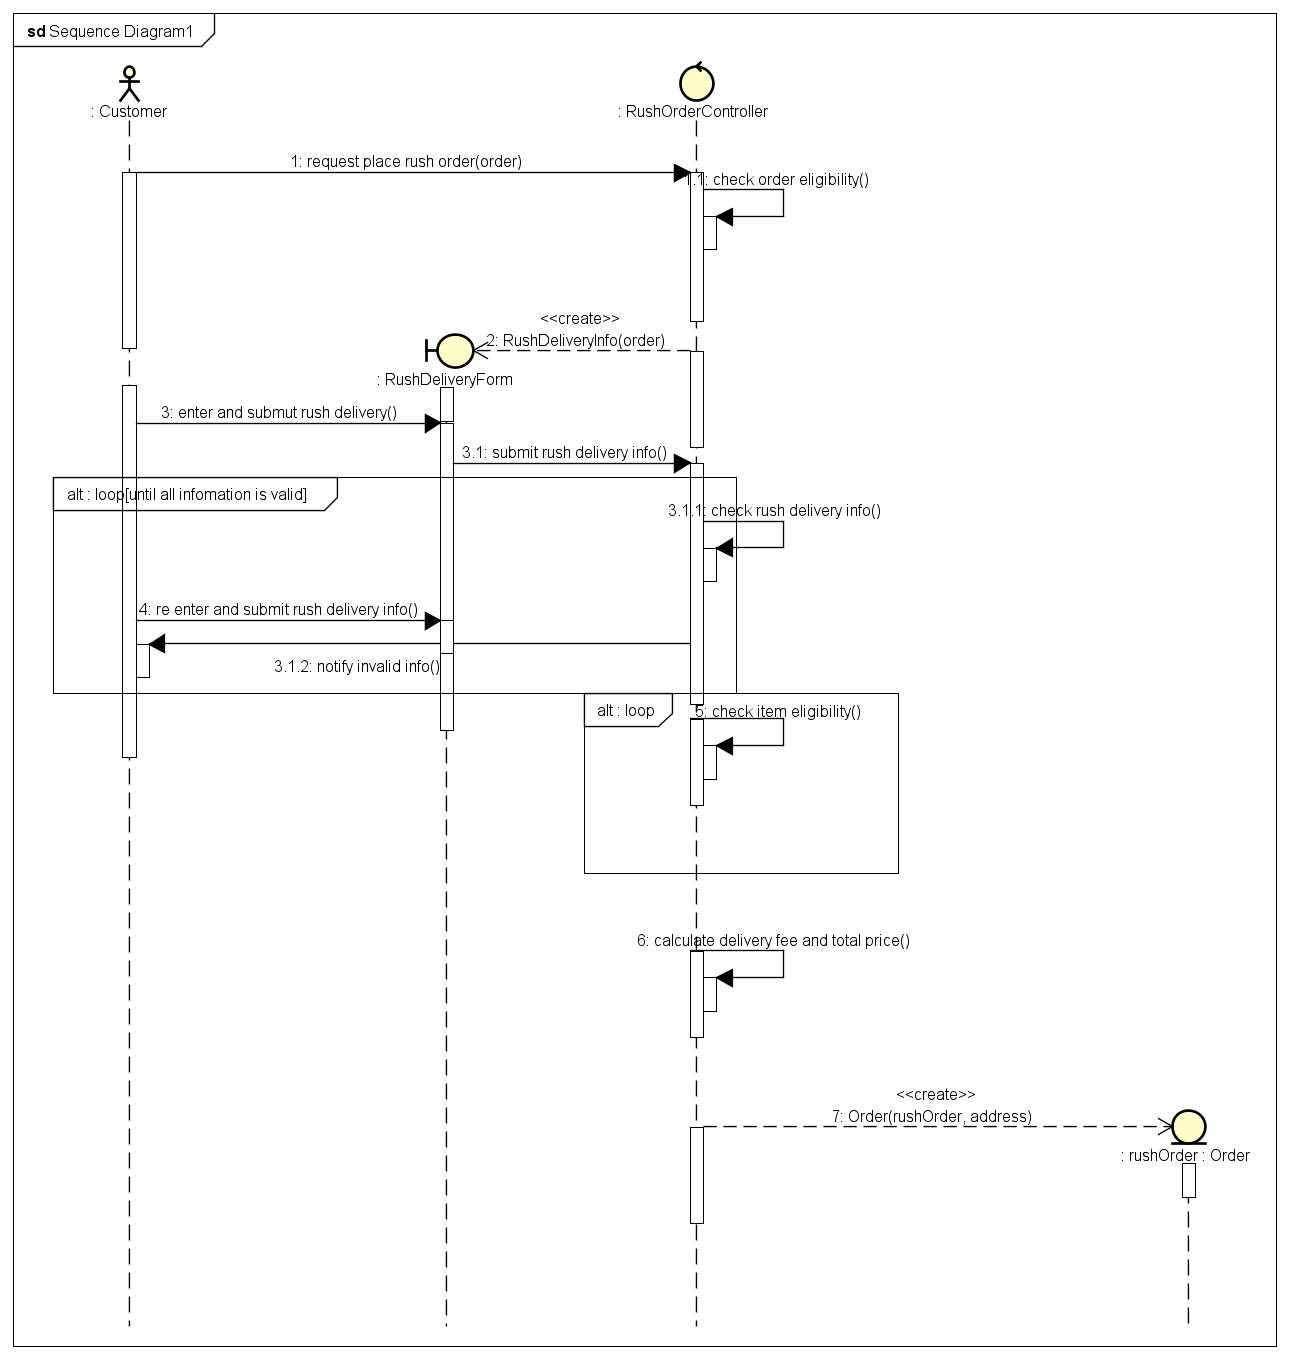 sd Sequence Diagram1
: Customer
: RushOrderController
1: request place rush order(order)
1.1: check order eligibility()
<<create>>
2: RushDeliveryInfo(order)
: RushDeliveryForm
3: enter and submut rush delivery()
3.1: submit rush delivery info()
alt : loop[until all infomation is valid]
3.1.1: check rush delivery info()
4: re enter and submit rush delivery info()
3.1.2: notify invalid info()
alt : loop
5: check item eligibility()
6: calculate delivery fee and total price()
<<create>>
7: Order(rushOrder, address)
: rushOrder : Order